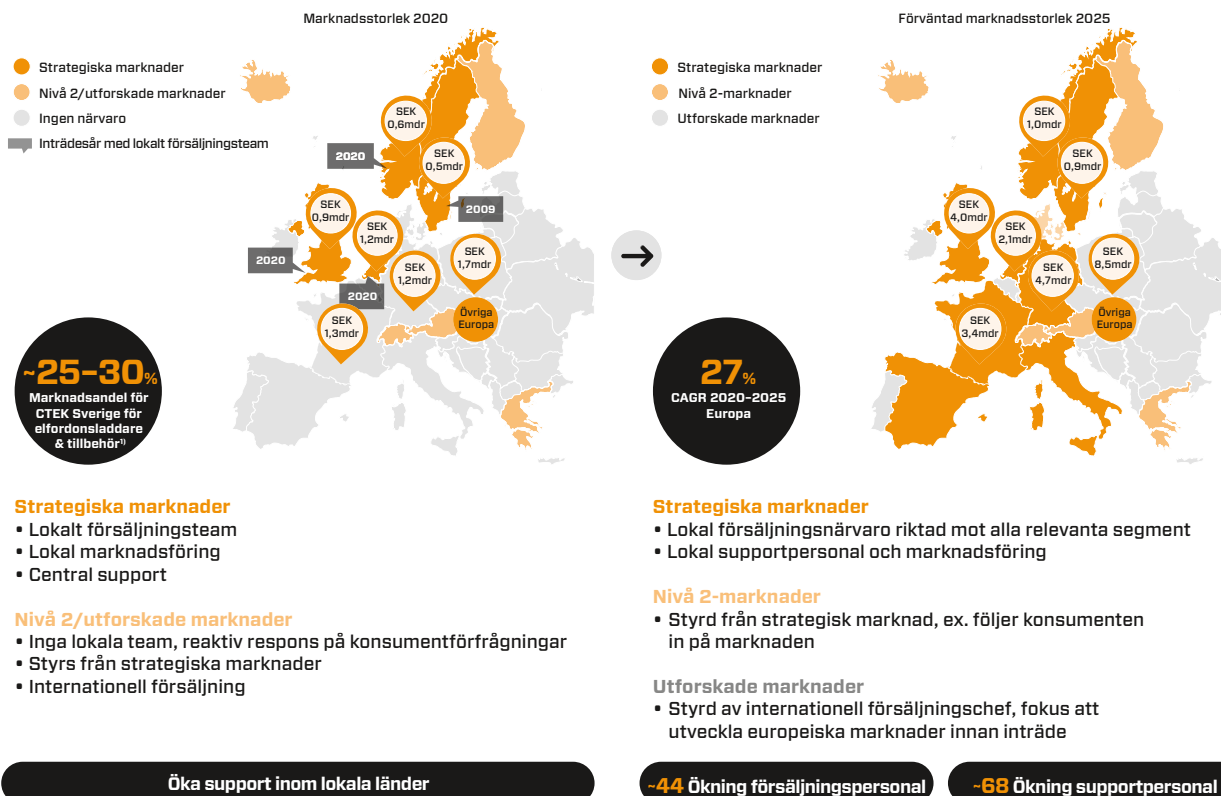 Marknadsstorlek 2020
Strategiska marknader
Nivå 2/utforskade marknader
Ingen närvaro
Inträdesår med lokalt försäljningsteam
SEK
0,6mdr
2020
SEK
0,5mdr
2009
SEK
0,9mdr
SEK
1,2mdr
2020
SEK
1,2mdr
SEK
1,7mdr
2020
SEK
1,3mdr
Övriga
Europa
~25-30%
Marknadsandel för
CTEK Sverige för
elfordonsladdare
& tillbehör¹⁾
Strategiska marknader
• Lokalt försäljningsteam
• Lokal marknadsföring
• Central support
Nivå 2/utforskade marknader
• Inga lokala team, reaktiv respons på konsumentförfrågningar
• Styrs från strategiska marknader
• Internationell försäljning
Öka support inom lokala länder
Förväntad marknadsstorlek 2025
Strategiska marknader
Nivå 2-marknader
Utforskade marknader
SEK
1,0mdr
SEK
0,9mdr
SEK
4,0mdr
SEK
2,1mdr
SEK
4,7mdr
SEK
8,5mdr
SEK
3,4mdr
Övriga
Europa
27%
CAGR 2020-2025
Europa
Strategiska marknader
• Lokal försäljningsnärvaro riktad mot alla relevanta segment
• Lokal supportpersonal och marknadsföring
Nivå 2-marknader
• Styrd från strategisk marknad, ex. följer konsumenten
in på marknaden
Utforskade marknader
• Styrd av internationell försäljningschef, fokus att
utveckla europeiska marknader innan inträde
~44 Ökning försäljningspersonal
~68 Ökning supportpersonal